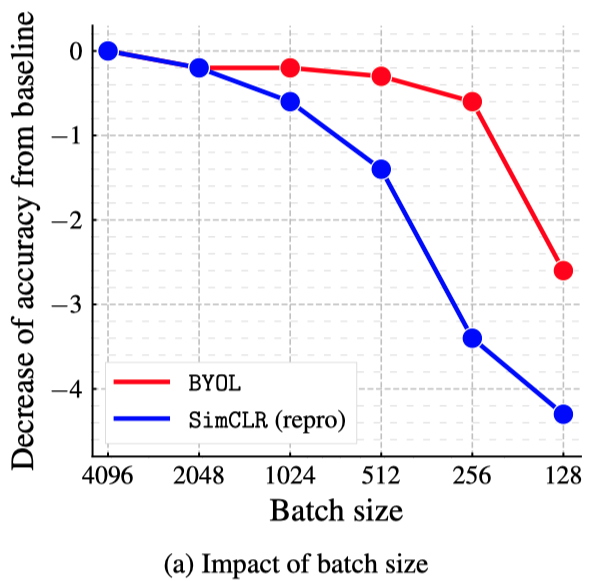 Decrease of accuracy from baseline
0
−1
−2
−3
−4
BYOL
SimCLR (repro)
4096 2048 1024 512 256 128
Batch size
(a) Impact of batch size